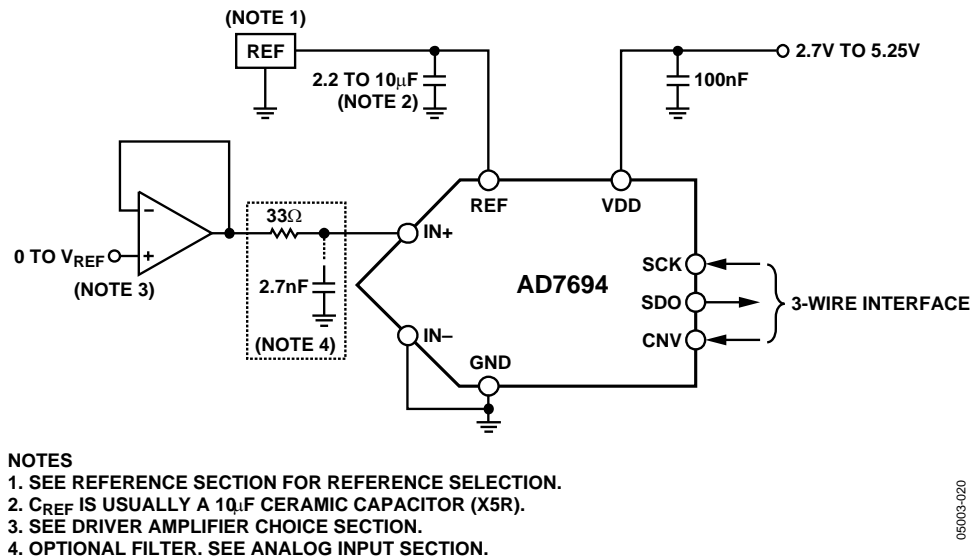 (NOTE 1)
REF
2.2 TO 10μF
(NOTE 2)
100nF
2.7V TO 5.25V
REF
VDD
−
+
0 TO VREF
(NOTE 3)
33Ω
2.7nF
(NOTE 4)
IN+
IN−
GND
AD7694
SCK
SDO
CNV
3-WIRE INTERFACE
NOTES
1. SEE REFERENCE SECTION FOR REFERENCE SELECTION.
2. CREF IS USUALLY A 10μF CERAMIC CAPACITOR (X5R).
3. SEE DRIVER AMPLIFIER CHOICE SECTION.
4. OPTIONAL FILTER. SEE ANALOG INPUT SECTION.
05003-020